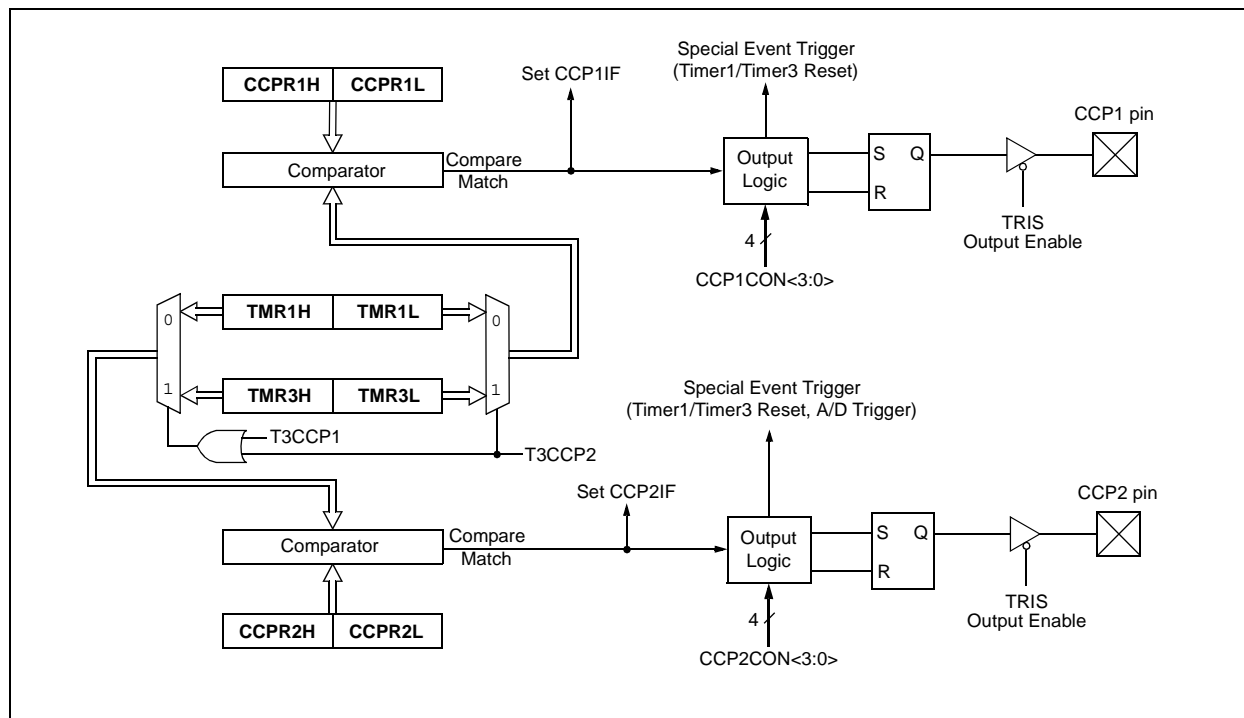 CCPR1H CCPR1L
Set CCP1IF
Special Event Trigger
(Timer1/Timer3 Reset)
CCP1 pin
Comparator
Compare
Match
Output
Logic
S Q
R
TRIS
Output Enable
4
CCP1CON<3:0>
TMR1H TMR1L
0
0
TMR3H TMR3L
1
1
T3CCP1
T3CCP2
Special Event Trigger
(Timer1/Timer3 Reset, A/D Trigger)
Set CCP2IF
CCP2 pin
Comparator
Compare
Match
Output
Logic
S Q
R
TRIS
Output Enable
4
CCPR2H CCPR2L
CCP2CON<3:0>